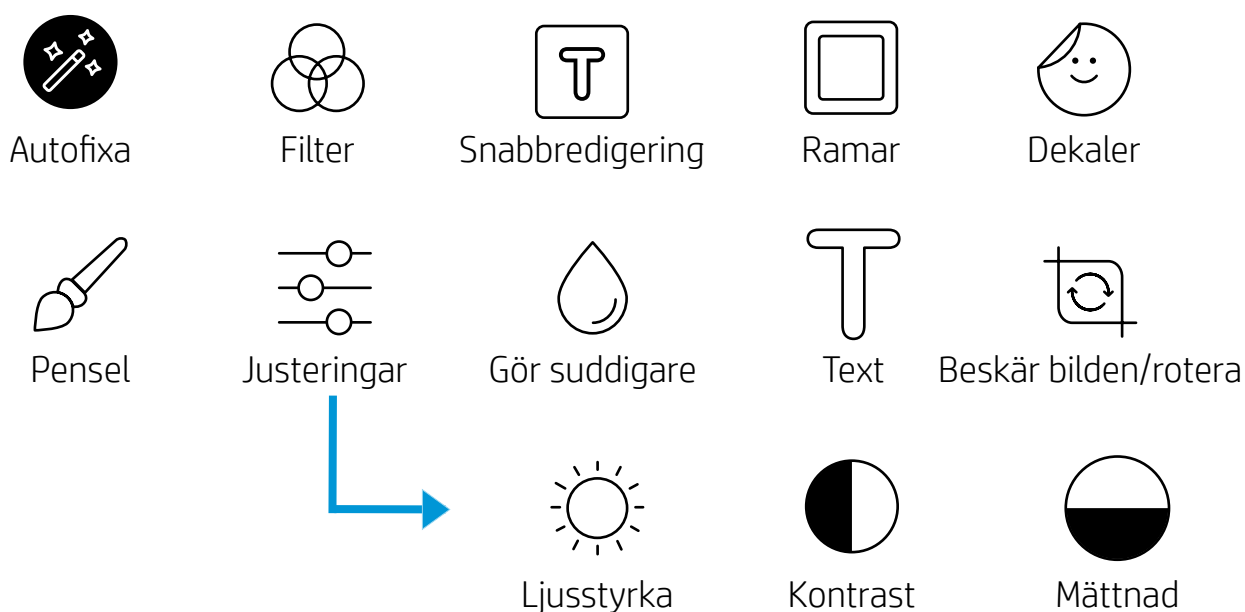 Autofixa
Filter
Snabbredigering
Ramar
Dekaler
Pensel
Justeringar
Gör suddigare
Text
Beskär bilden/rotera
Ljusstyrka
Kontrast
Mättnad